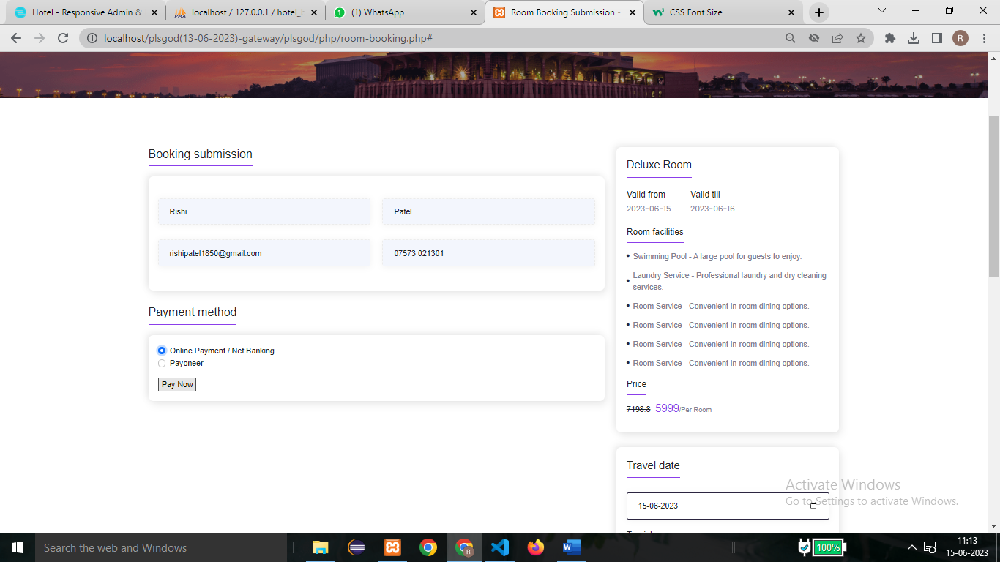 Hotel - Responsive Admin &
localhost / 127.0.0.1 / hotel_b
(1) WhatsApp
Room Booking Submission -
CSS Font Size
localhost/plsgod(13-06-2023)-gateway/plsgod/php/room-booking.php#
R
Booking submission
Rishi
Patel
rishipatel1850@gmail.com
07573 021301
Payment method
Online Payment / Net Banking
Payoneer
Pay Now
Deluxe Room
Valid from
Valid till
2023-06-15
2023-06-16
Room facilities
Swimming Pool - A large pool for guests to enjoy.
Laundry Service - Professional laundry and dry cleaning
services.
Room Service - Convenient in-room dining options.
Room Service - Convenient in-room dining options.
Room Service - Convenient in-room dining options.
Room Service - Convenient in-room dining options.
Price
7198.8 5999/Per Room
Travel date
15-06-2023
Activate Windows
Go to Settings to activate Windows.
Search the web and Windows
100%
11:13
15-06-2023